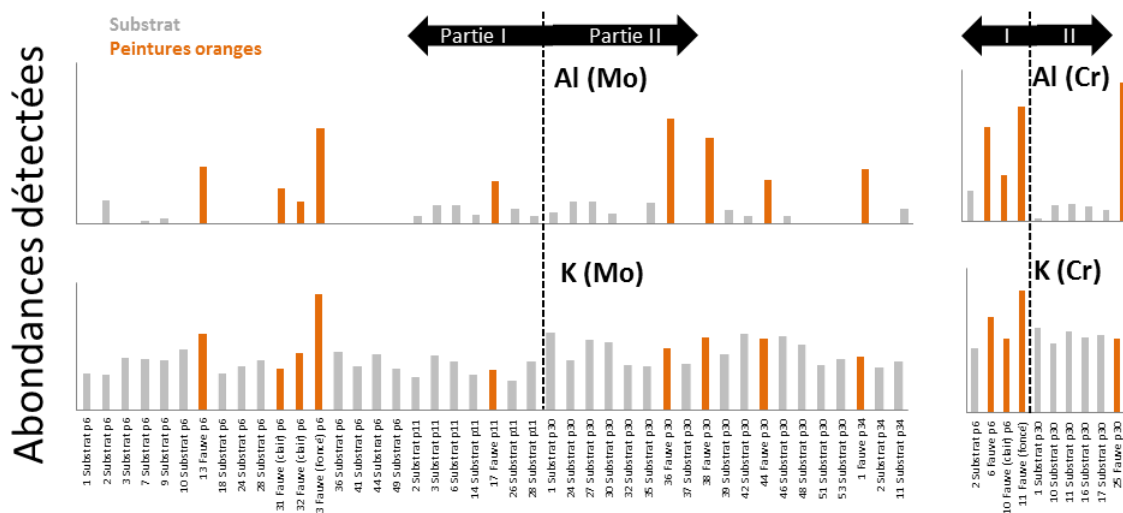 Substrat
Peintures oranges
Partie I
Partie II
I
II
Abondances détectées
Al (Mo)
Al (Cr)
K (Mo)
K (Cr)
1 Substrat p6
2 Substrat p6
3 Substrat p6
7 Substrat p6
9 Substrat p6
10 Substrat p6
13 Fauve p6
18 Substrat p6
24 Substrat p6
28 Substrat p6
31 Fauve (clair) p6
32 Fauve (clair) p6
3 Fauve (foncé) p6
36 Substrat p6
41 Substrat p6
44 Substrat p6
49 Substrat p6
2 Substrat p11
3 Substrat p11
6 Substrat p11
14 Substrat p11
17 Fauve p11
26 Substrat p11
28 Substrat p11
1 Substrat p30
24 Substrat p30
27 Substrat p30
30 Substrat p30
32 Substrat p30
35 Substrat p30
36 Fauve p30
37 Substrat p30
38 Fauve p30
39 Substrat p30
42 Substrat p30
44 Fauve p30
46 Substrat p30
48 Substrat p30
51 Substrat p30
53 Substrat p30
1 Fauve p34
2 Substrat p34
11 Substrat p34
2 Substrat p6
6 Fauve p6
10 Fauve (clair) p6
11 Fauve (foncé)
1 Substrat p30
10 Substrat p30
11 Substrat p30
16 Substrat p30
17 Substrat p30
25 Fauve p30